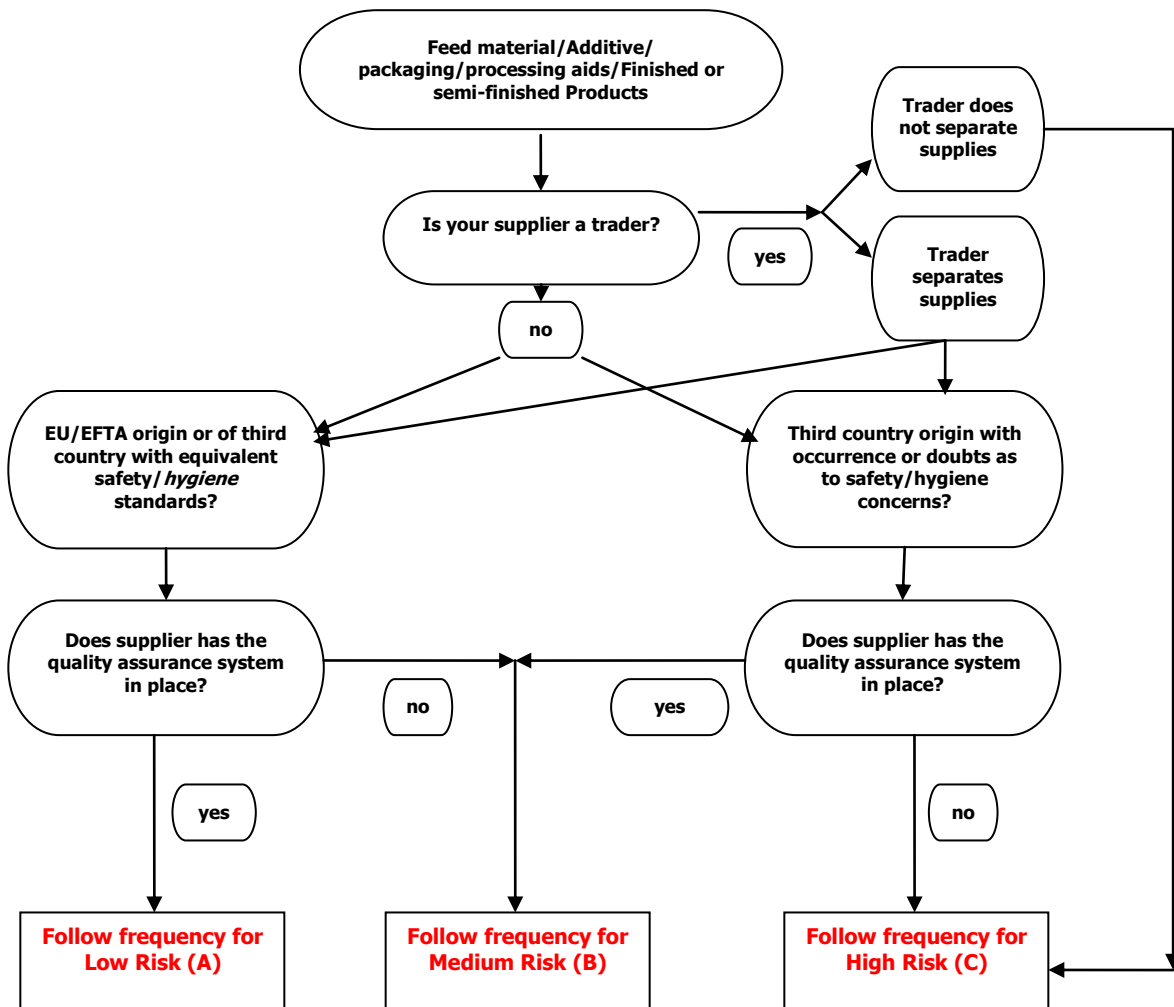 Feed material/Additive/
packaging/processing aids/Finished or
semi-finished Products
Trader does
not separate
supplies
Is your supplier a trader?
yes
Trader
separates
supplies
no
EU/EFTA origin or of third
country with equivalent
safety/hygiene
standards?
Third country origin with
occurrence or doubts as
to safety/hygiene
concerns?
Does supplier has the
quality assurance system
in place?
no
yes
Does supplier has the
quality assurance system
in place?
yes
no
Follow frequency for
Low Risk (A)
Follow frequency for
Medium Risk (B)
Follow frequency for
High Risk (C)